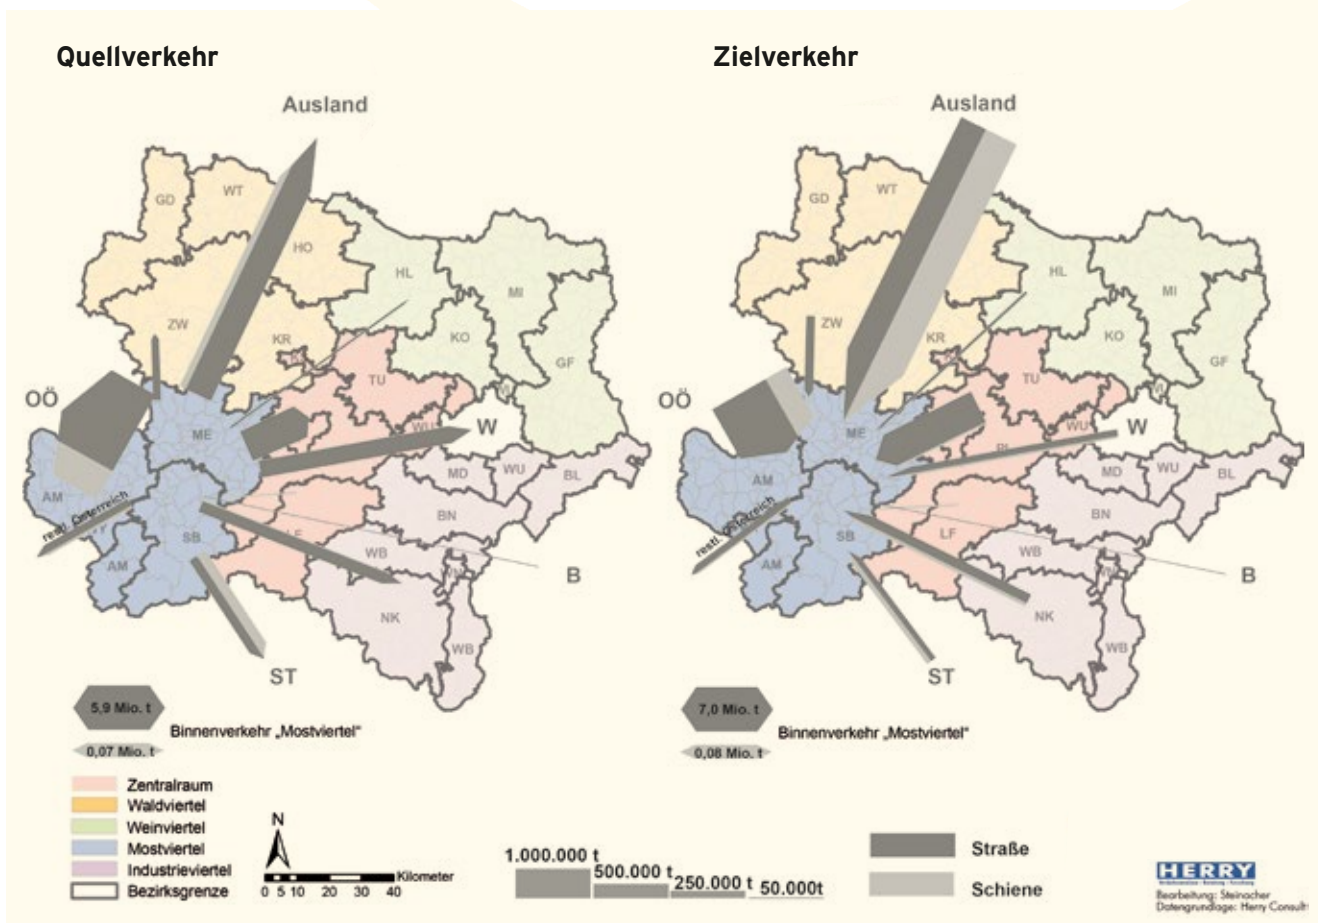 Quellverkehr
Ausland
GD
WT
HO
HL
MI
ZW
KR
KO
GF
TU
OÖ
ME
WU
W
AM
MD
WU
BL
BN
restl. Österreich
SB
WB
B
AM
NK
WB
ST
5,9 Mio. t
Binnenverkehr „Mostviertel“
0,07 Mio. t
Zielverkehr
Ausland
GD
WT
HL
MI
ZW
KR
KO
GF
TU
OÖ
ME
WU
W
PL
AM
MD
WU
BL
BN
restl. Österreich
SB
LF
WB
B
AM
NK
WB
ST
7,0 Mio. t
Binnenverkehr „Mostviertel“
0,08 Mio. t
Zentralraum
Waldviertel
Weinviertel
Mostviertel
Industrieviertel
Bezirksgrenze
N
Kilometer
0 5 10 20 30 40
1.000.000 t
500.000 t
250.000 t
50.000t
Straße
Schiene
HERRY
Bearbeitung: Steinacher
Datengrundlage: Herry Consult